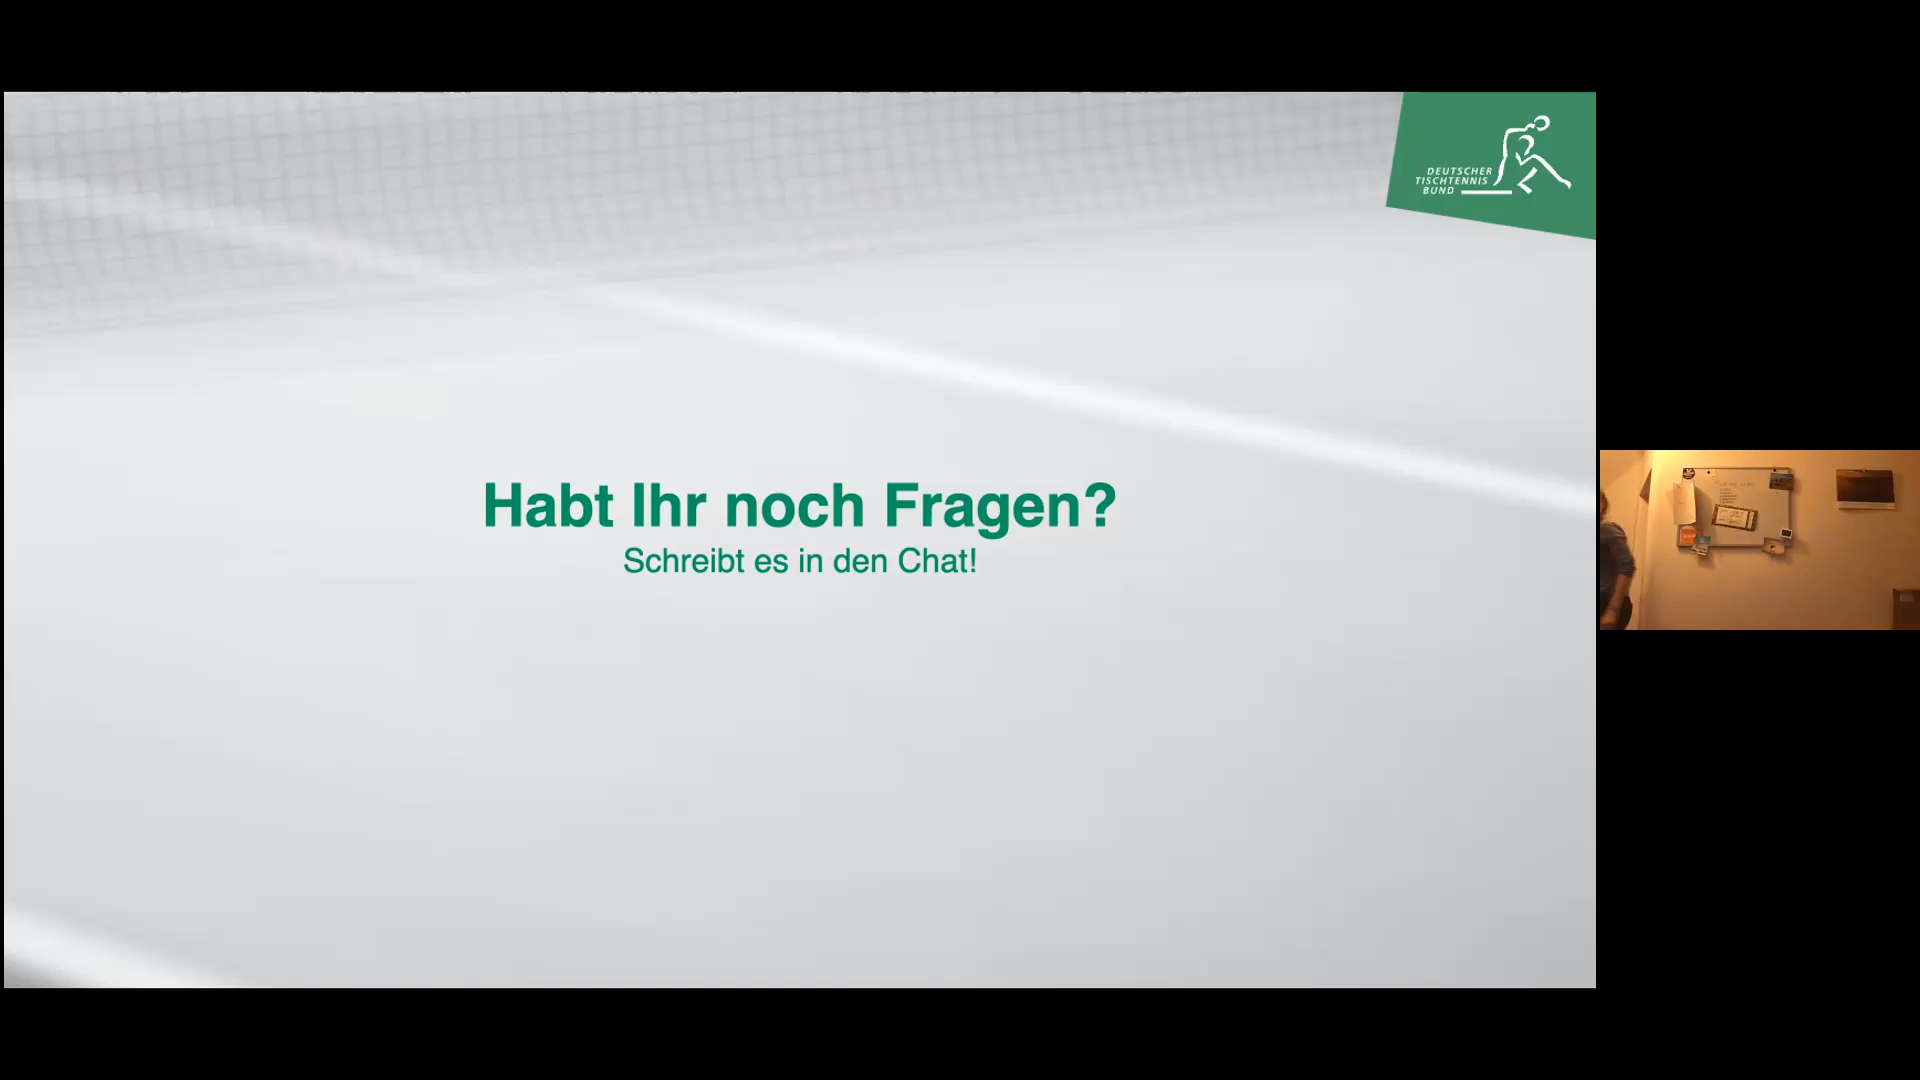 DEUTSCHER
TISCHTENNIS
BUND
Habt Ihr noch Fragen?
Schreibt es in den Chat!